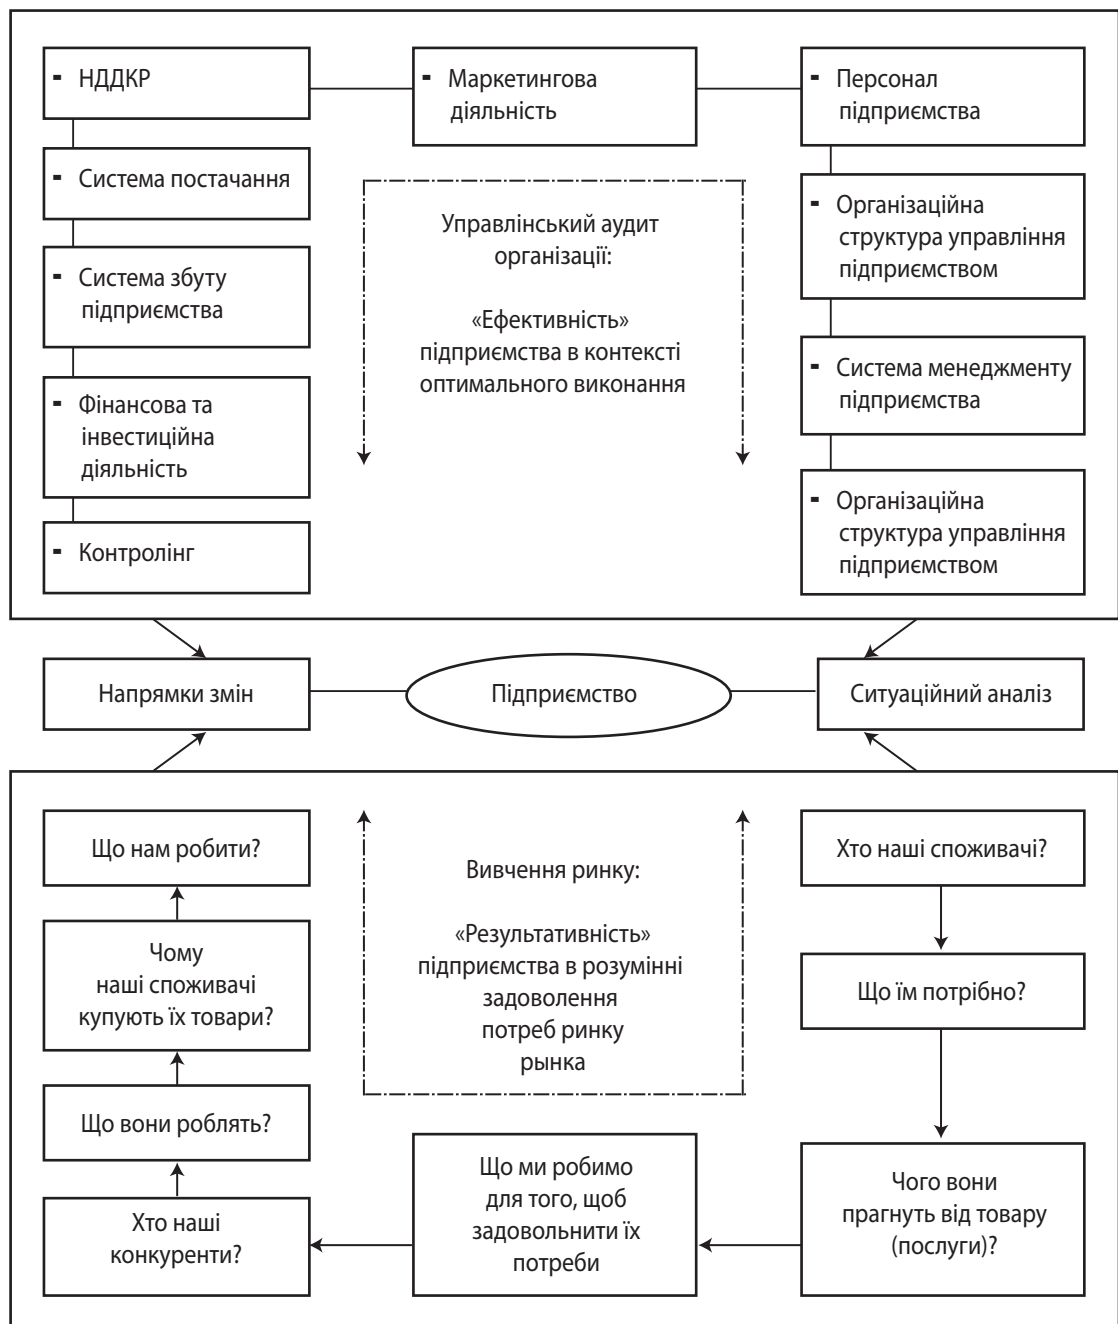 - НДДКР
- Маркетингова
діяльність
- Персонал
підприємства
- Система постачання
- Система збуту
підприємства
- Фінансова та
інвестиційна
діяльність
- Контролінг
Управлінський аудит
організації:
«Ефективність»
підприємства в контексті
оптимального виконання
- Організаційна
структура управління
підприємством
- Система менеджменту
підприємства
- Організаційна
структура управління
підприємством
Напрямки змін
Підприємство
Ситуаційний аналіз
Що нам робити?
Чому
наші споживачі
купують їх товари?
Що вони роблять?
Хто наші
конкуренти?
Вивчення ринку:
«Результативність»
підприємства в розумінні
задоволення
потреб ринку
рынка
Що ми робимо
для того, щоб
задовольнити їх
потреби
Хто наші споживачі?
Що їм потрібно?
Чого вони
прагнуть від товару
(послуги)?